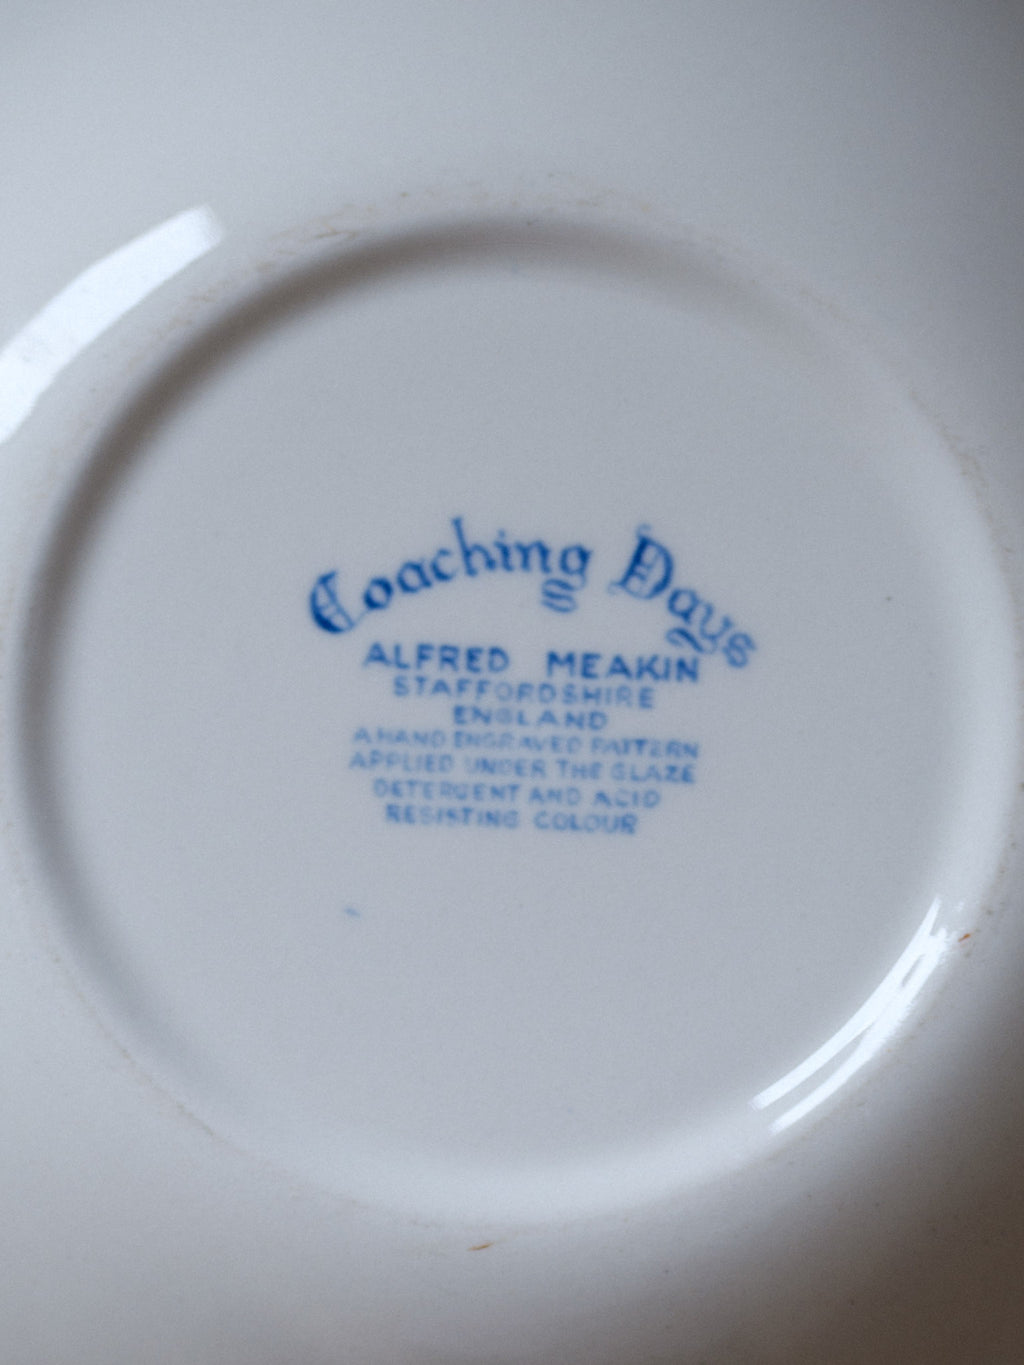 Coaching Days
ALFRED MEAKIN
STAFFORDSHIRE
ENGLAND
A HAND ENGRAVED PATTERN
APPLIED UNDER THE GLAZE
DETERGENT AND ACID
RESISTING COLOUR